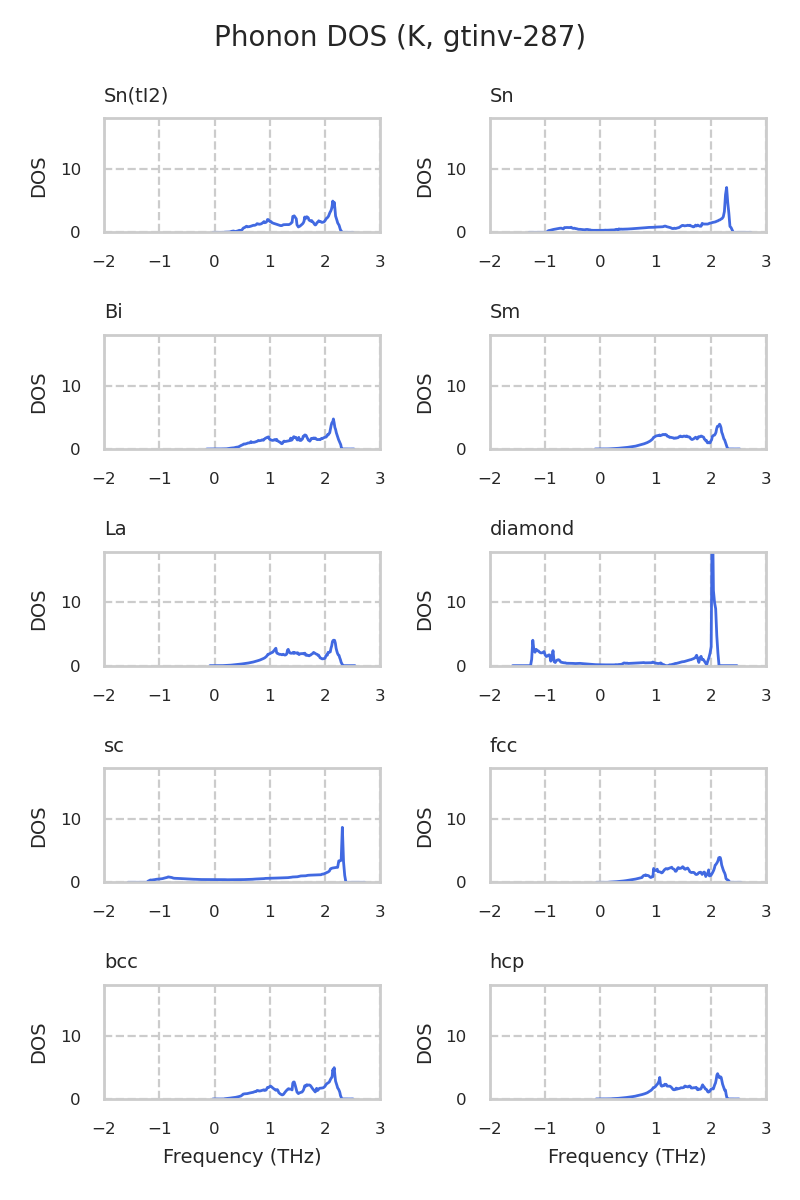 Phonon DOS (K, gtinv-287)
Sn(tI2)
DOS
10
0
−2 −1 0 1 2 3
Sn
DOS
10
0
−2 −1 0 1 2 3
Bi
DOS
10
0
−2 −1 0 1 2 3
Sm
DOS
10
0
−2 −1 0 1 2 3
La
DOS
10
0
−2 −1 0 1 2 3
diamond
DOS
10
0
−2 −1 0 1 2 3
sc
DOS
10
0
−2 −1 0 1 2 3
fcc
DOS
10
0
−2 −1 0 1 2 3
bcc
DOS
10
0
−2 −1 0 1 2 3
Frequency (THz)
hcp
DOS
10
0
−2 −1 0 1 2 3
Frequency (THz)